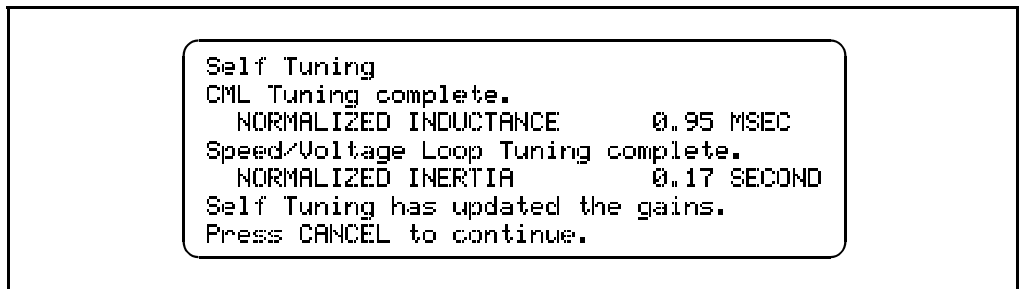 Self Tuning
CML Tuning complete.
NORMALIZED INDUCTANCE 0.95 MSEC
Speed/Voltage Loop Tuning complete.
NORMALIZED INERTIA 0.17 SECOND
Self Tuning has updated the gains.
Press CANCEL to continue.